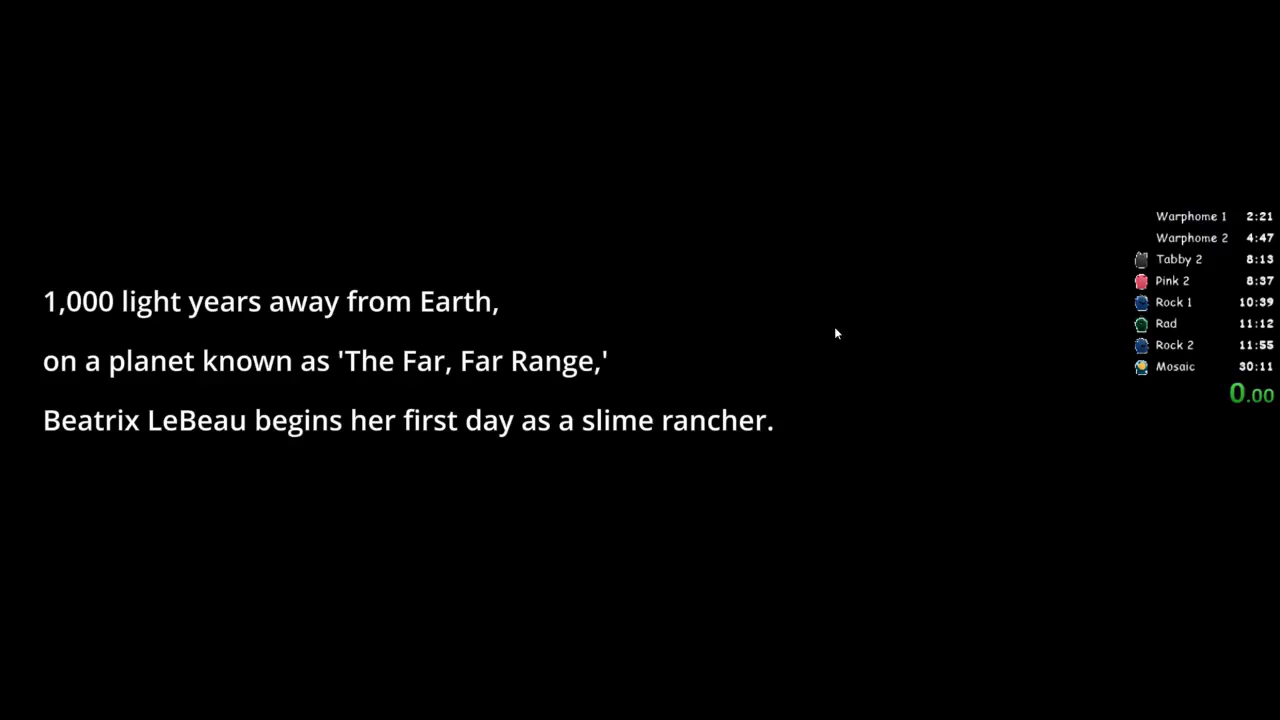 1,000 light years away from Earth,
on a planet known as 'The Far, Far Range,'
Beatrix LeBeau begins her first day as a slime rancher.
Warphome 1 2:21
Warphome 2 4:47
Tabby 2 8:13
Pink 2 8:37
Rock 1 10:39
Rad 11:12
Rock 2 11:55
Mosaic 30:11
0.00